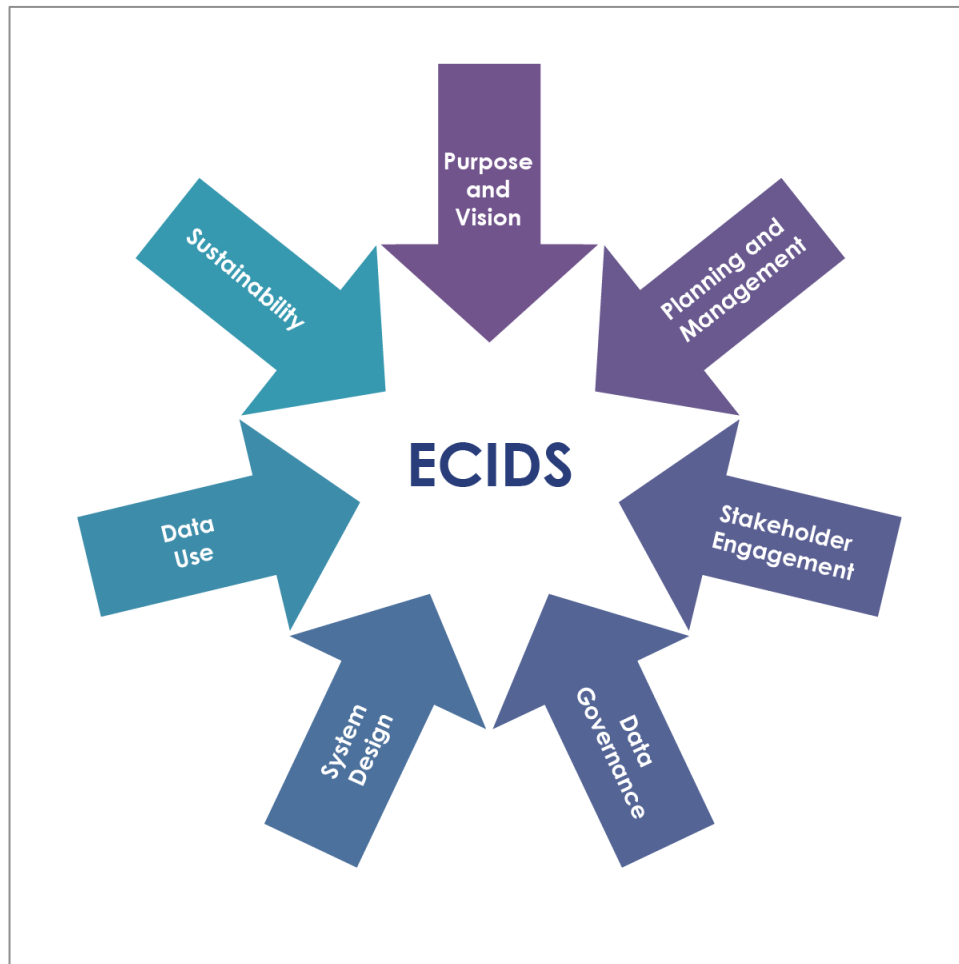 Purpose
and
Vision
Planning and
Management
Stakeholder
Engagement
Data
Governance
System
Design
Data
Use
Sustainability
ECIDS